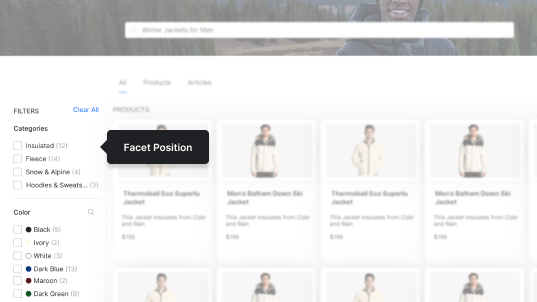 Winter Jackets for Men
All
Products
Articles
FILTERS
Clear All
PRODUCTS
Categories
Insulated (12)
Fleece (14)
Snow & Alpine (4)
Hoodies & Sweats... (3)
Facet Position
Color
Black (9)
Ivory (2)
White (3)
Dark Blue (13)
Maroon (2)
Dark Green (9)
Thermoball Eco Superlu
Jacket
This Jacket Insulates from Cold
and Rain
$158
Men's Balham Down Ski
Jacket
This Jacket Insulates from Cold
and Rain
$158
Thermoball Eco Superlu
Jacket
This Jacket Insulates from Cold
and Rain
$158
Men's Balham Down Ski
Jacket
This Jacket Insulates from Cold
and Rain
$158